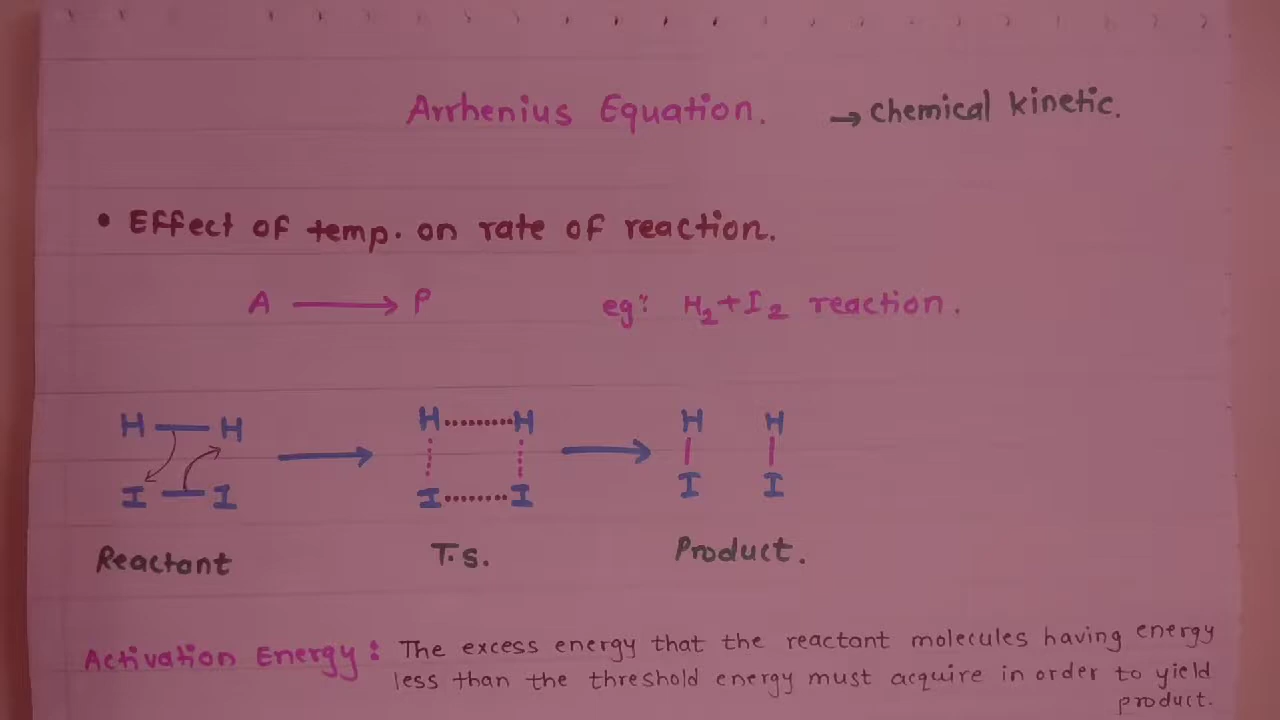 Arrhenius Equation. → Chemical kinetic.
• Effect of temp. on rate of reaction.
A → P eg: H2 + I2 reaction.
H — H → H ········· H → H H
I — I I ········ I I I
Reactant T.S. Product.
Activation Energy : The excess energy that the reactant molecules having energy
less than the threshold energy must acquire in order to yield
product.